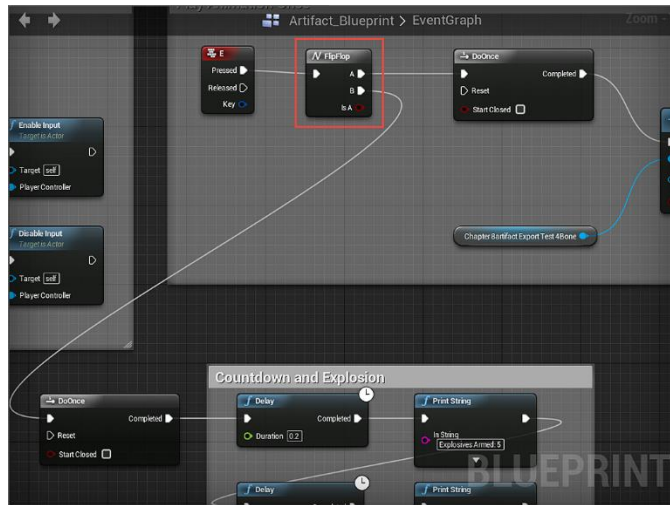 Artifact_Blueprint > EventGraph
Zoom
E
Pressed
Released
Key
FlipFlop
A
B
Is A
DoOnce
Completed
Reset
Start Closed
Enable Input
Target is Actor
Target self
Player Controller
Disable Input
Target is Actor
Target self
Player Controller
Chapter 8artifact Export Test 4Bone
Countdown and Explosion
DoOnce
Completed
Reset
Start Closed
Delay
Completed
Duration 0.2
Print String
In String
Explosives Armed: 5
Delay
Print String
BLUEPRINT